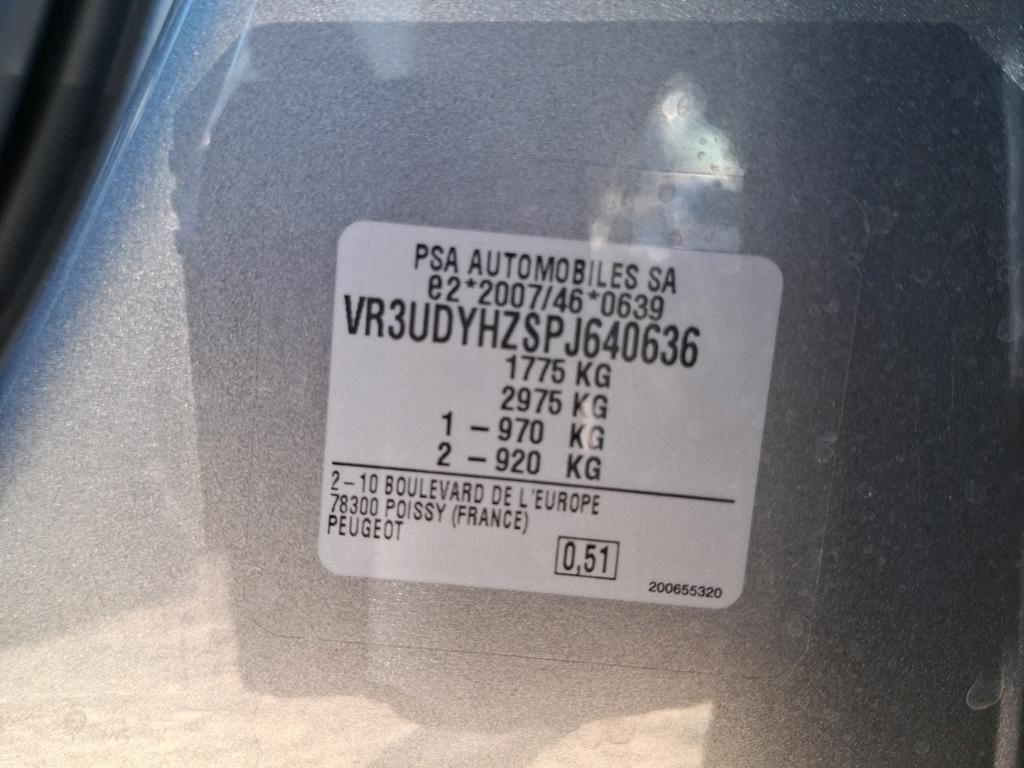 PSA AUTOMOBILES SA
e2*2007/46*0639
VR3UDYHZSPJ640636
1775 KG
2975 KG
1 – 970 KG
2 – 920 KG
2 – 10 BOULEVARD DE L'EUROPE
78300 POISSY (FRANCE)
PEUGEOT
0,51
200655320